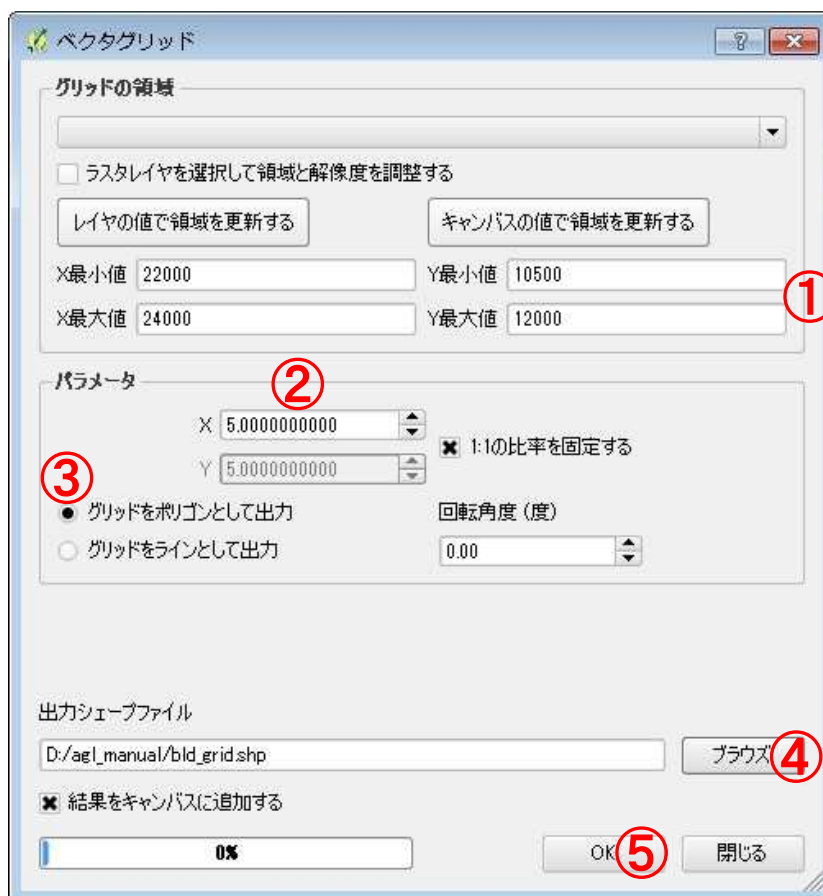 ベクタグリッド
グリッドの領域
ラスタレイヤを選択して領域と解像度を調整する
レイヤの値で領域を更新する
キャンバスの値で領域を更新する
X最小値 22000 Y最小値 10500
①
X最大値 24000 Y最大値 12000
パラメータ
②
X 5.0000000000
1:1の比率を固定する
Y 5.0000000000
③
グリッドをポリゴンとして出力 回転角度(度)
グリッドをラインとして出力 0.00
出力シェープファイル
D:/agl_manual/bld_grid.shp ブラウズ ④
結果をキャンバスに追加する
0% OK ⑤ 閉じる